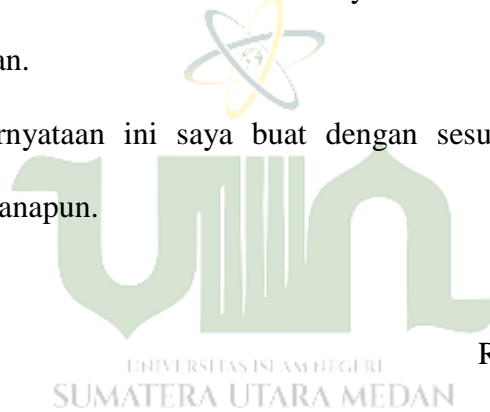 an.
rnyataan ini saya buat dengan sesu
anapun.
R
UNIVERSITAS ISLAM NEGERI
SUMATERA UTARA MEDAN